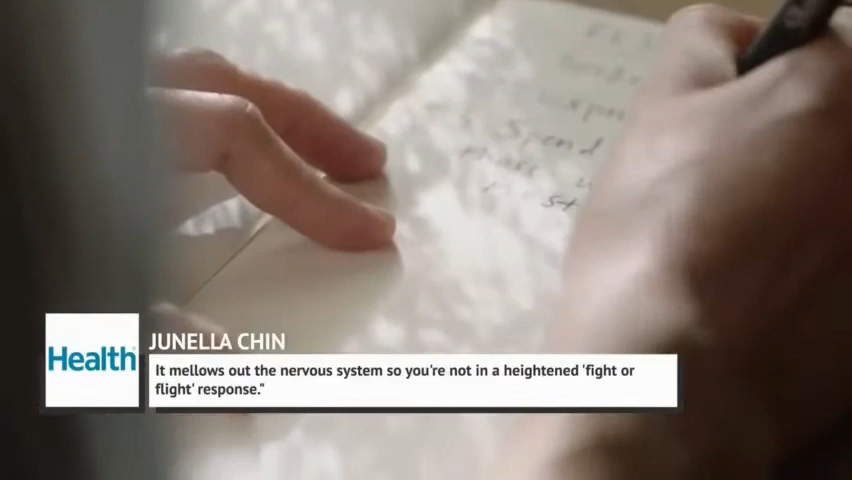 Spend
Health
JUNELLA CHIN
It mellows out the nervous system so you're not in a heightened 'fight or
flight' response."